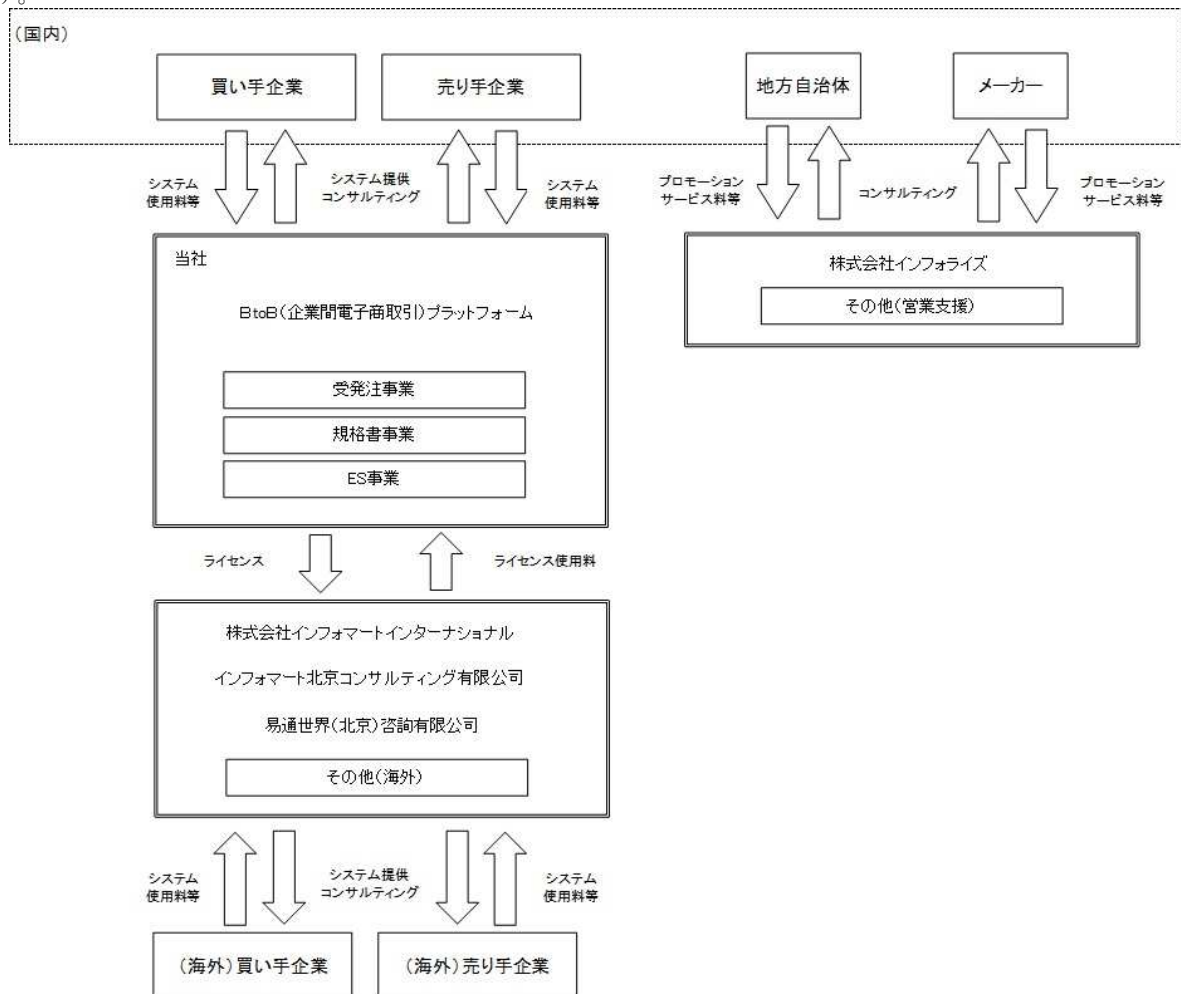 す。
(国内)
買い手企業
売り手企業
地方自治体
メーカー
システム
使用料等
システム提供
コンサルティング
システム
使用料等
プロモーション
サービス料等
コンサルティング
プロモーション
サービス料等
当社
BtoB(企業間電子商取引)プラットフォーム
受発注事業
規格書事業
ES事業
株式会社インフォライズ
その他(営業支援)
ライセンス
ライセンス使用料
株式会社インフォマートインターナショナル
インフォマート北京コンサルティング有限公司
易通世界(北京)咨詢有限公司
その他(海外)
システム
使用料等
システム提供
コンサルティング
システム
使用料等
(海外)買い手企業
(海外)売り手企業